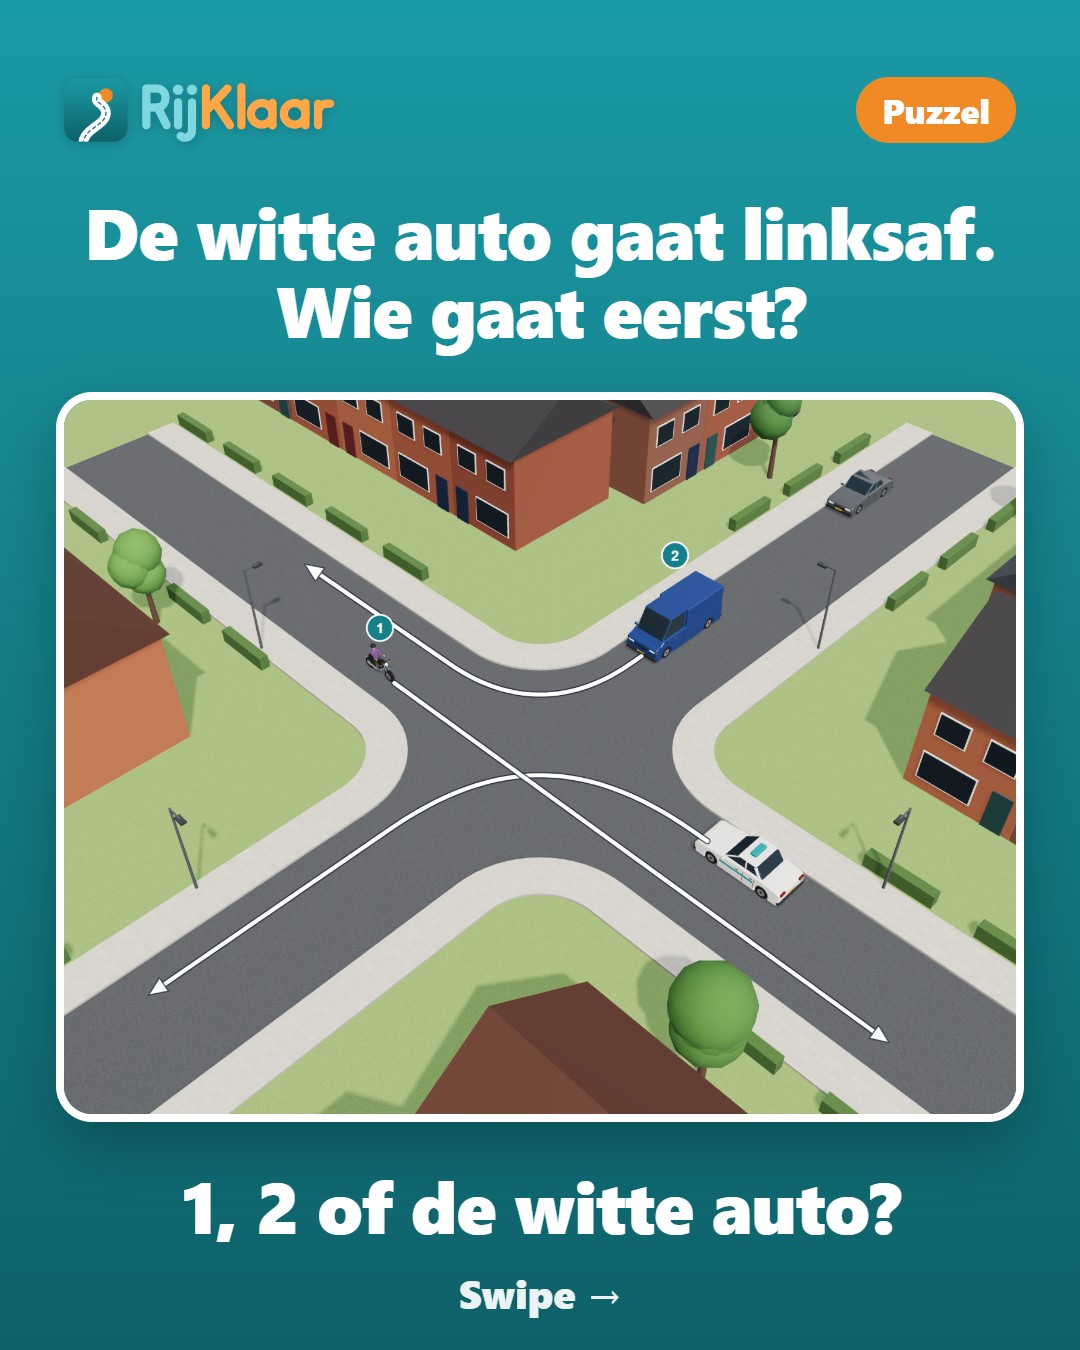 RijKlaar
Puzzel
De witte auto gaat linksaf.
Wie gaat eerst?
2
1
1, 2 of de witte auto?
Swipe →